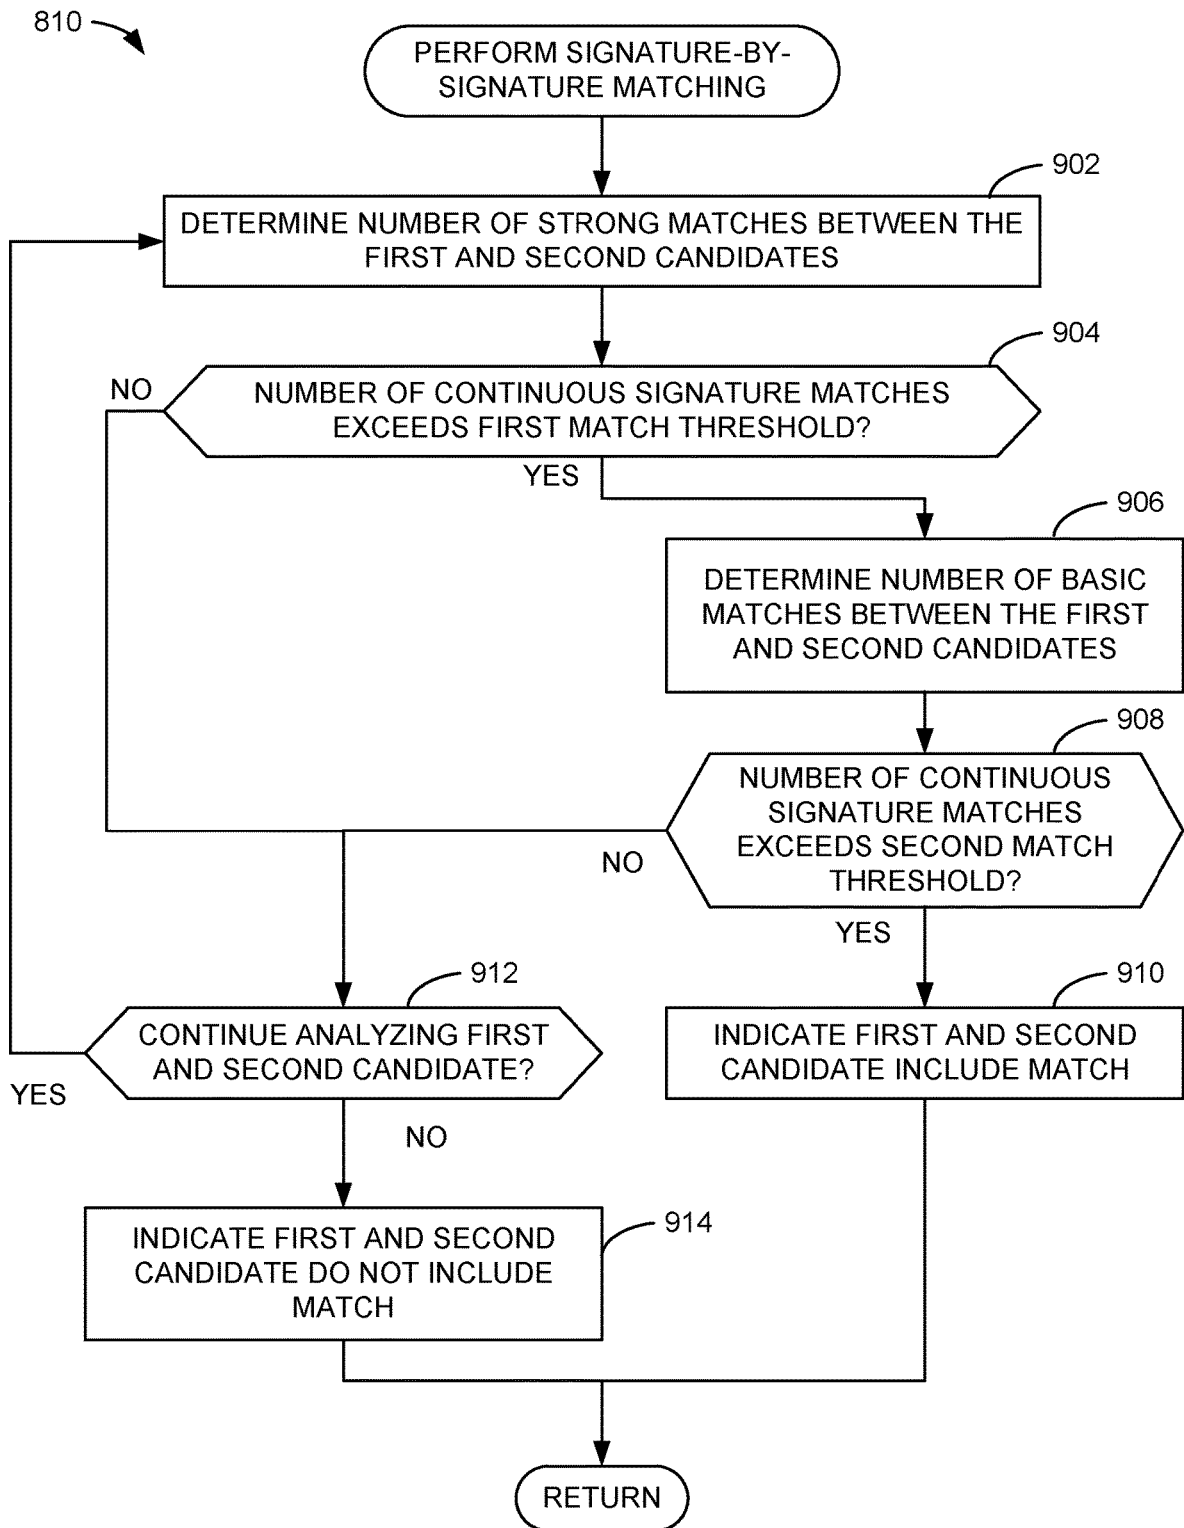 810
PERFORM SIGNATURE-BY-
SIGNATURE MATCHING
902
DETERMINE NUMBER OF STRONG MATCHES BETWEEN THE
FIRST AND SECOND CANDIDATES
904
NO
NUMBER OF CONTINUOUS SIGNATURE MATCHES
EXCEEDS FIRST MATCH THRESHOLD?
YES
906
DETERMINE NUMBER OF BASIC
MATCHES BETWEEN THE FIRST
AND SECOND CANDIDATES
908
NUMBER OF CONTINUOUS
SIGNATURE MATCHES
EXCEEDS SECOND MATCH
THRESHOLD?
NO
YES
912
CONTINUE ANALYZING FIRST
AND SECOND CANDIDATE?
YES
NO
910
INDICATE FIRST AND SECOND
CANDIDATE INCLUDE MATCH
914
INDICATE FIRST AND SECOND
CANDIDATE DO NOT INCLUDE
MATCH
RETURN